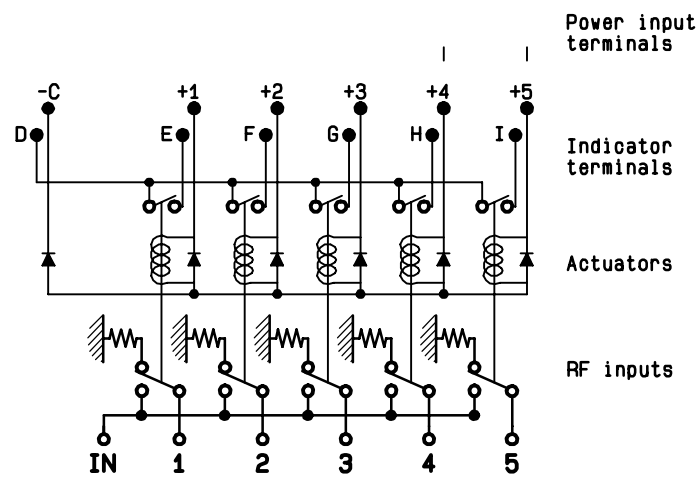 Power input
terminals
-C +1 +2 +3 +4 +5
D E F G H I
Indicator
terminals
Actuators
RF inputs
IN 1 2 3 4 5